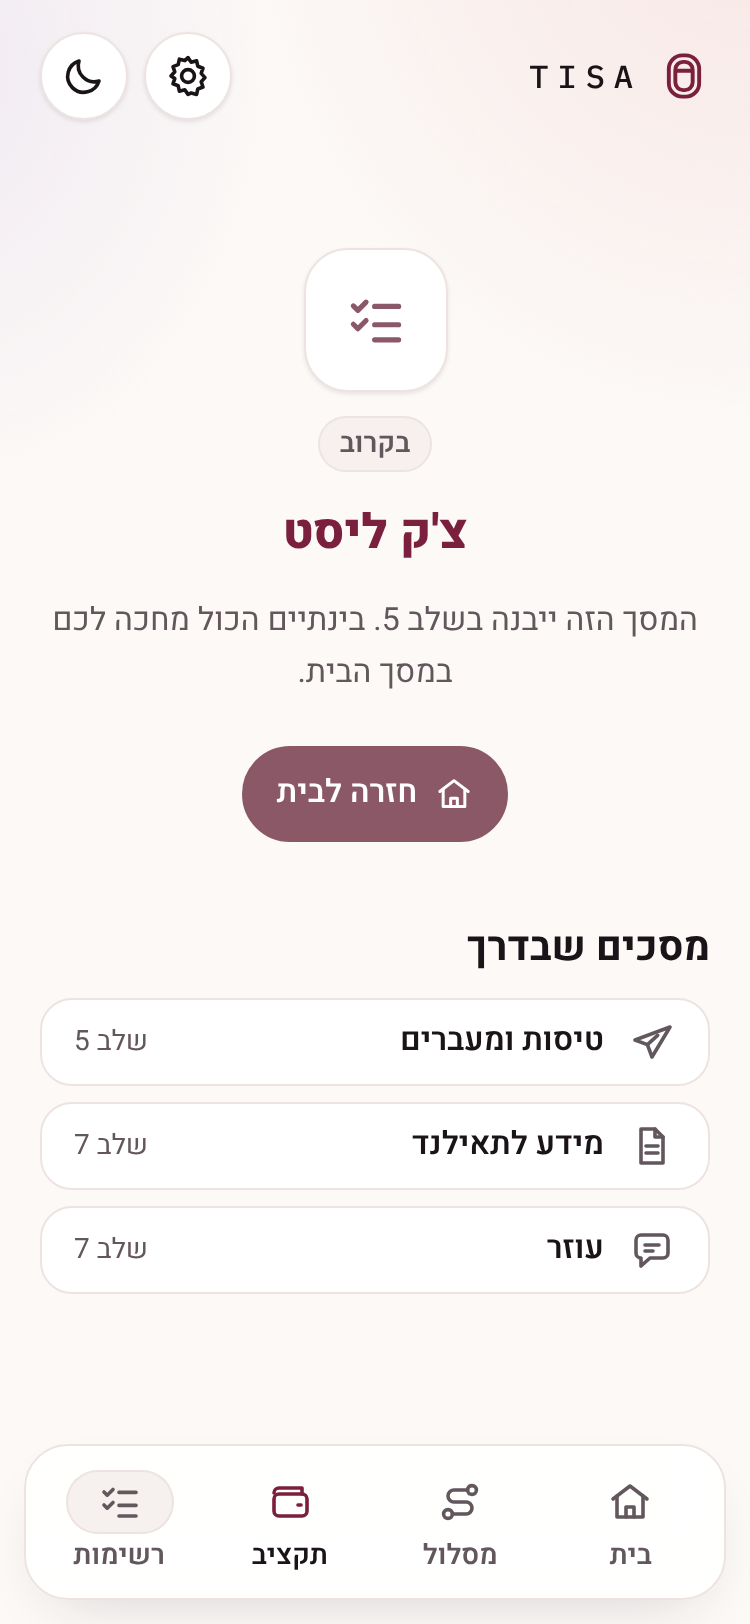 TISA
בקרוב
צ'ק ליסט
המסך הזה ייבנה בשלב 5. בינתיים הכול מחכה לכם
במסך הבית.
חזרה לבית
מסכים שבדרך
טיסות ומעברים שלב 5
מידע לתאילנד שלב 7
עוזר שלב 7
בית מסלול תקציב רשימות